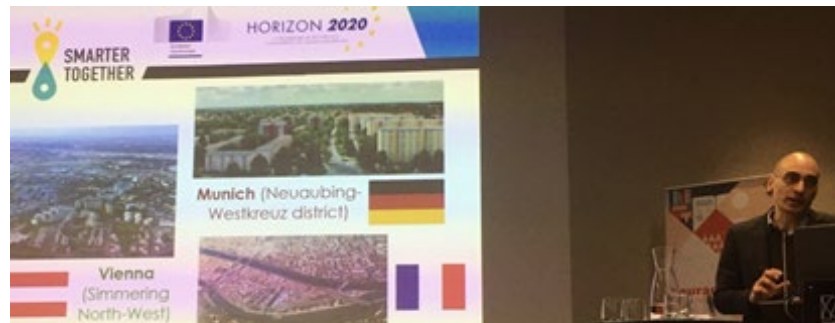 SMARTER
TOGETHER
HORIZON 2020
Munich (Neuaubing-
Westkreuz district)
Vienna
(Simmering
North-West)